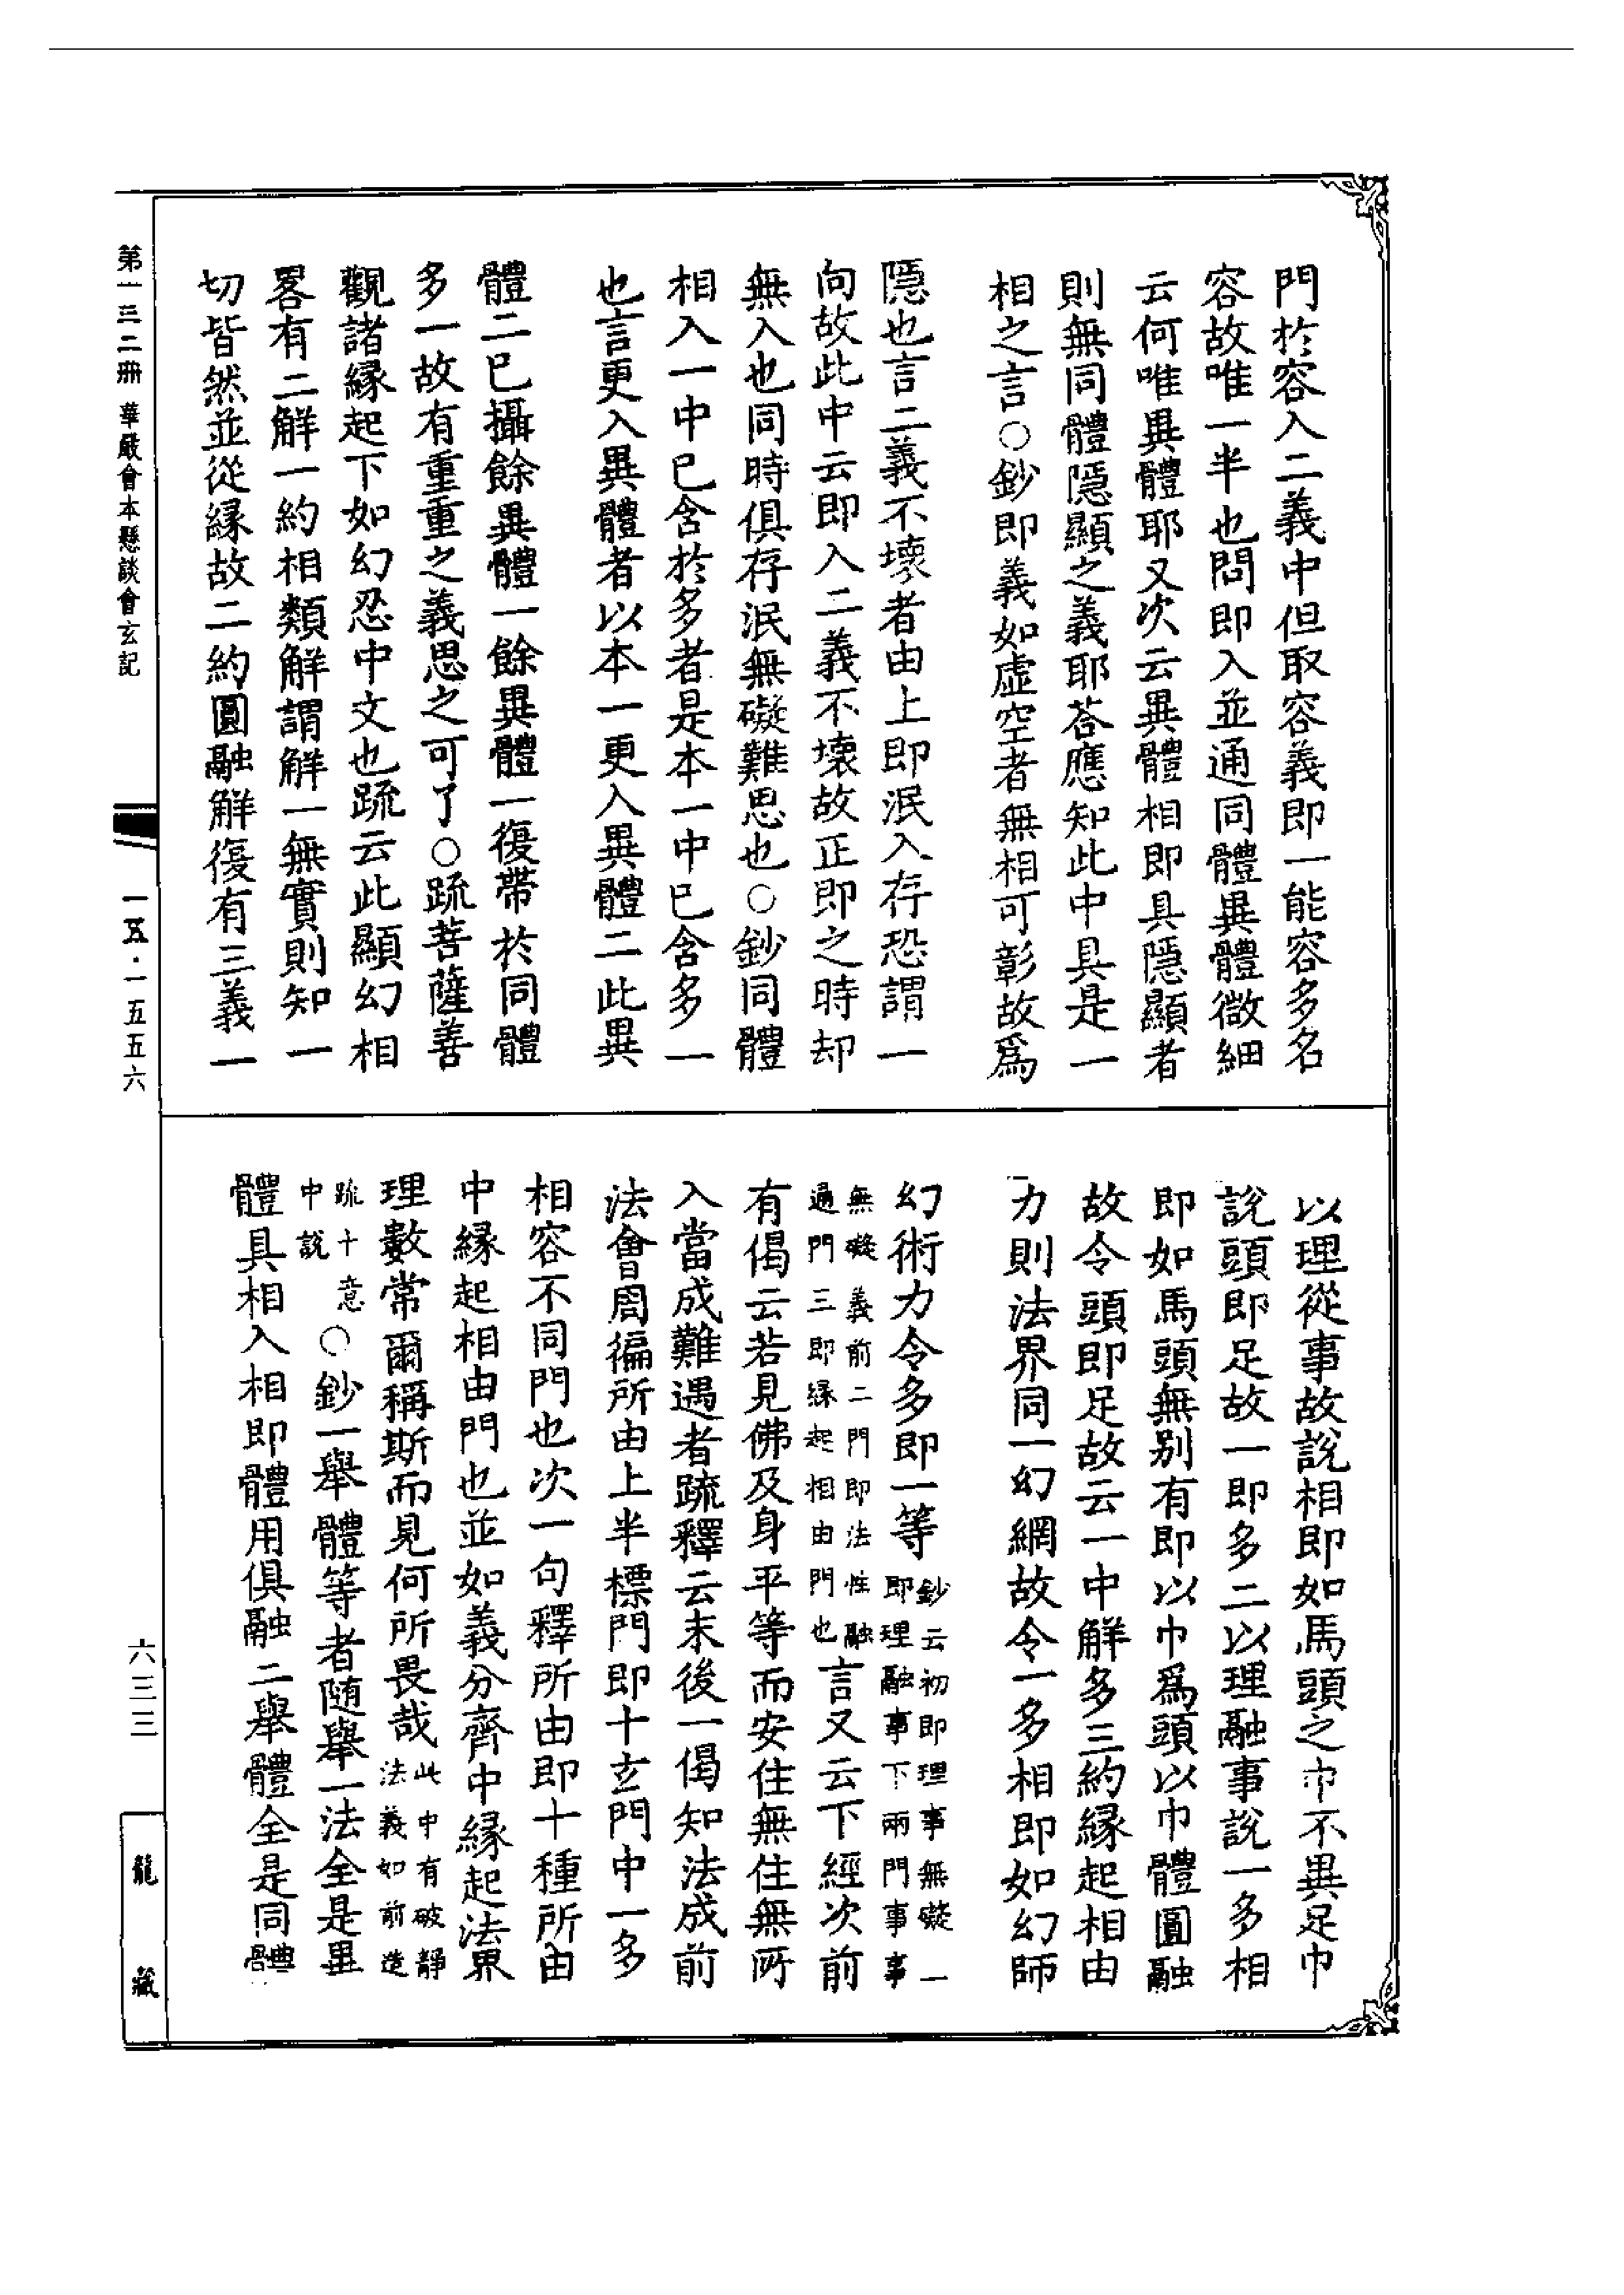 門於容入二義中但取容義即一能容多名
容故唯一半也問即入並通同體異體微細
云何唯異體耶又次云異體相即具隱顯者
則無同體隱顯之義耶荅應知此中具是一
相之言○鈔即義如虛空者無相可彰故爲
隱也言二義不壞者由上即泯入存恐謂一
向故此中云即入二義不壞故正即之時却
無入也同時俱存泯無礙難思也○鈔同體
相入一中已含於多者是本一中已含多一
也言更入異體者以本一更入異體二此異
體二已攝餘異體一餘異體一復帶於同體
多一故有重重之義思之可了○疏菩薩善
觀諸緣起下如幻忍中文也疏云此顯幻相
畧有二解一約相類解謂解一無實則知一
切皆然並從緣故二約圓融解復有三義一
以理從事故說相即如馬頭之巾不異足巾
說頭即足故一即多二以理融事說一多相
即如馬頭無別有即以巾爲頭以巾體圓融
故令頭即足故云一中解多三約緣起相由
力則法界同一幻網故令一多相即如幻師
幻術力令多即一等鈔云初即理事無礙一即理融事下兩門事事
無礙義前二門即法性融通門三即緣起相由門也言又云下經次前
有偈云若見佛及身平等而安住無住無所
入當成難遇者疏釋云末後一偈知法成前
法會周徧所由上半標門即十玄門中一多
相容不同門也次一句釋所由即十種所由
中緣起相由門也並如義分齊中緣起法界
理數常爾稱斯而見何所畏哉此中有破靜法義如前造
疏十意中說○鈔一舉體等者随舉一法全是異
體具相入相即體用俱融二舉體全是同體
第一三二冊 華嚴會本懸談會玄記
一五·一五五六
六三三
龍藏